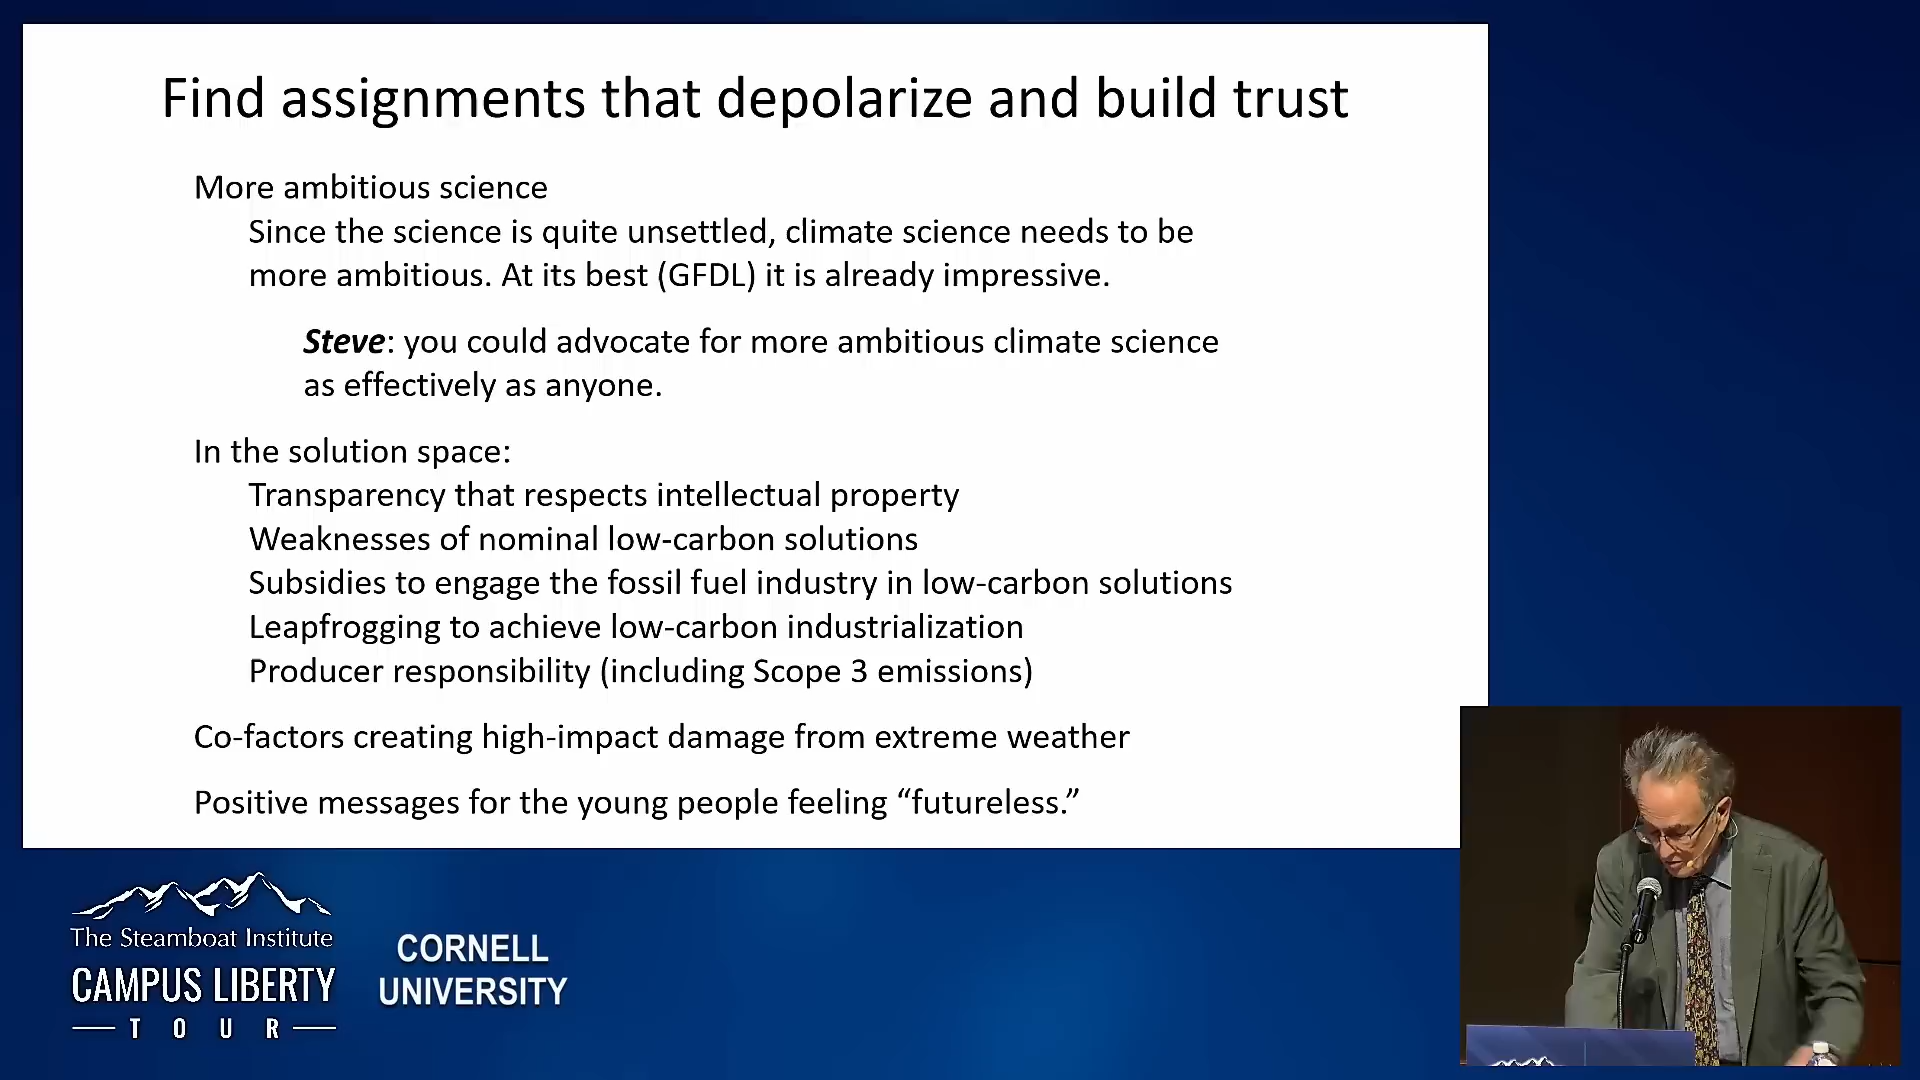 Find assignments that depolarize and build trust
More ambitious science
Since the science is quite unsettled, climate science needs to be
more ambitious. At its best (GFDL) it is already impressive.
Steve: you could advocate for more ambitious climate science
as effectively as anyone.
In the solution space:
Transparency that respects intellectual property
Weaknesses of nominal low-carbon solutions
Subsidies to engage the fossil fuel industry in low-carbon solutions
Leapfrogging to achieve low-carbon industrialization
Producer responsibility (including Scope 3 emissions)
Co-factors creating high-impact damage from extreme weather
Positive messages for the young people feeling “futureless.”
The Steamboat Institute
CAMPUS LIBERTY
TOUR
CORNELL
UNIVERSITY